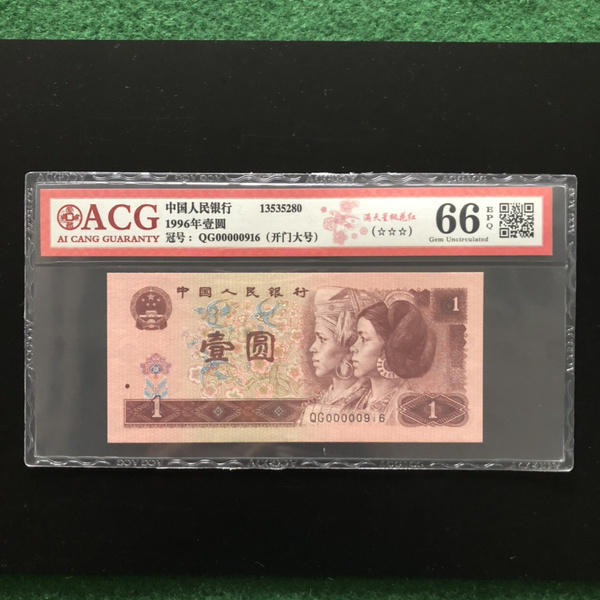 ACG
AI CANG GUARANTY
中国人民银行 13535280
1996年壹圆
冠号：QG00000916（开门大号）
满天星极花红
(☆☆☆)
66
EPQ
Gem Uncirculated
中国人民银行
1
壹圆
1
QG00000916
1